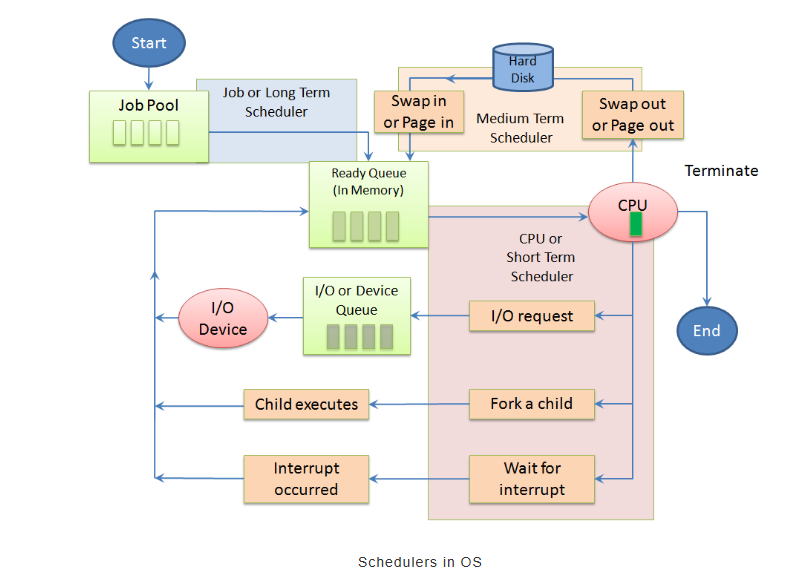 Start
Job Pool
Job or Long Term
Scheduler
Hard
Disk
Swap in
or Page in
Medium Term
Scheduler
Swap out
or Page out
Terminate
Ready Queue
(In Memory)
CPU
CPU or
Short Term
Scheduler
I/O or Device
Queue
I/O
Device
I/O request
End
Child executes
Fork a child
Interrupt
occurred
Wait for
interrupt
Schedulers in OS